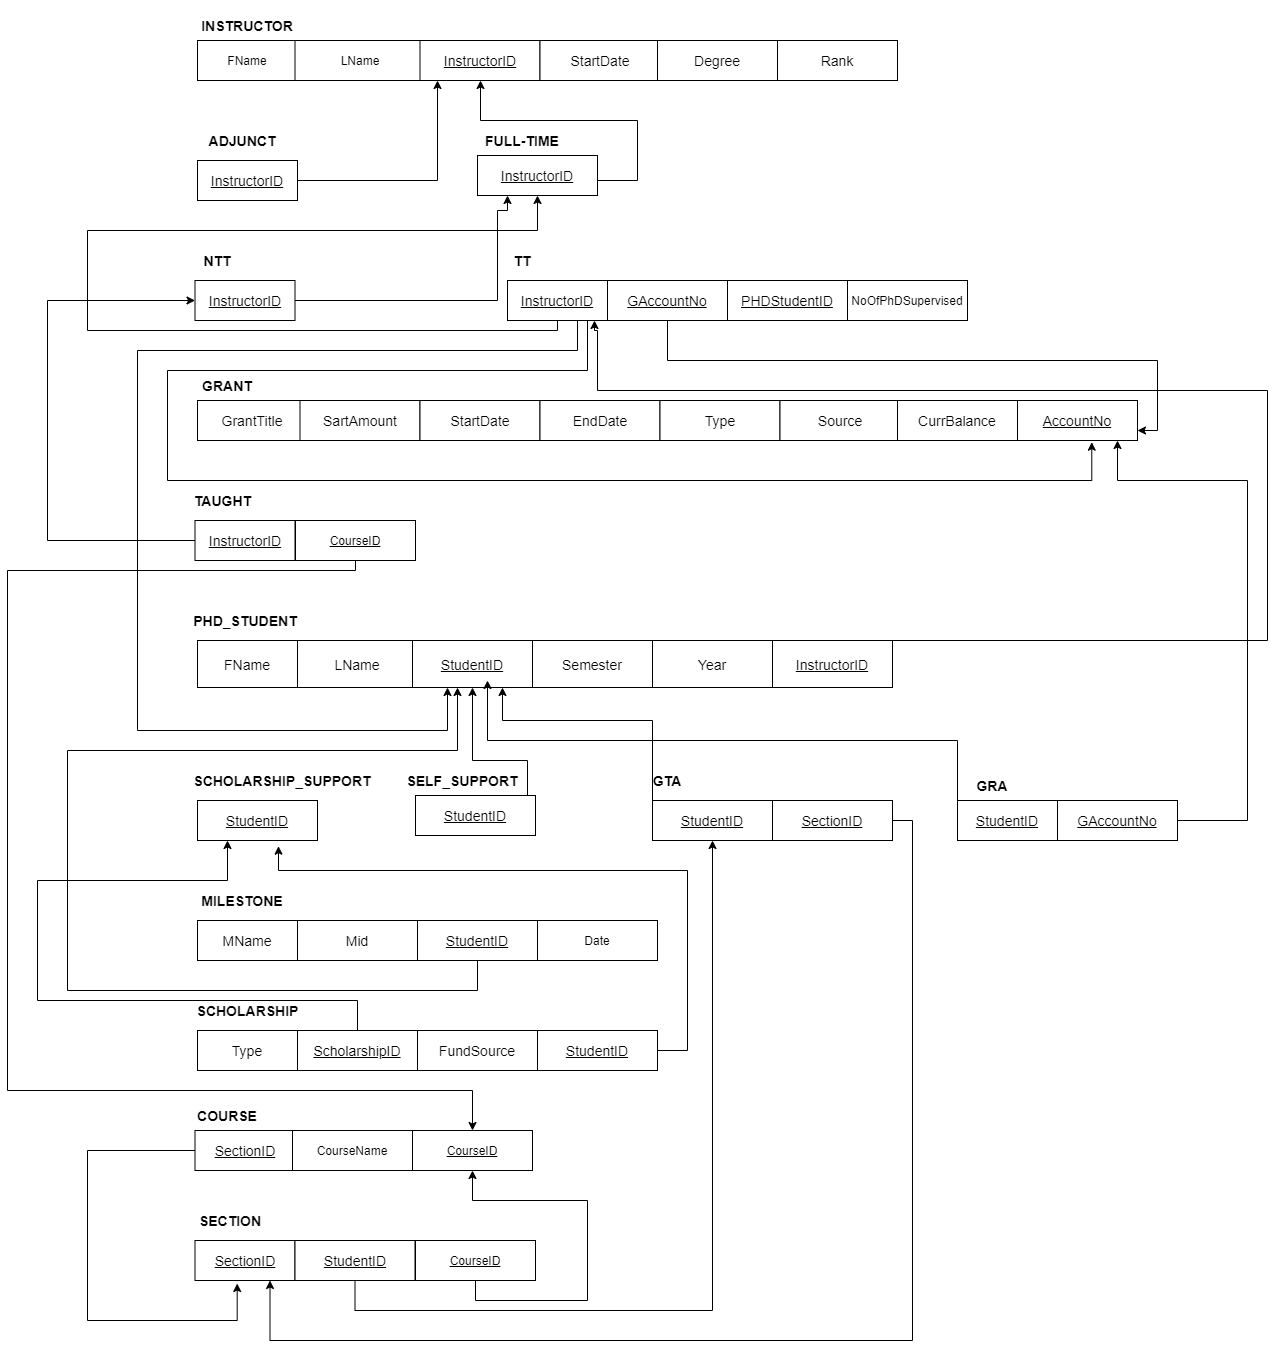 INSTRUCTOR
FName LName InstructorID StartDate Degree Rank
ADJUNCT FULL-TIME
InstructorID InstructorID
NTT TT
InstructorID InstructorID GAccountNo PHDStudentID NoOfPhDSupervised
GRANT
GrantTitle SartAmount StartDate EndDate Type Source CurrBalance AccountNo
TAUGHT
InstructorID CourseID
PHD_STUDENT
FName LName StudentID Semester Year InstructorID
SCHOLARSHIP_SUPPORT SELF_SUPPORT GTA GRA
StudentID StudentID StudentID SectionID StudentID GAccountNo
MILESTONE
MName Mid StudentID Date
SCHOLARSHIP
Type ScholarshipID FundSource StudentID
COURSE
SectionID CourseName CourseID
SECTION
SectionID StudentID CourseID